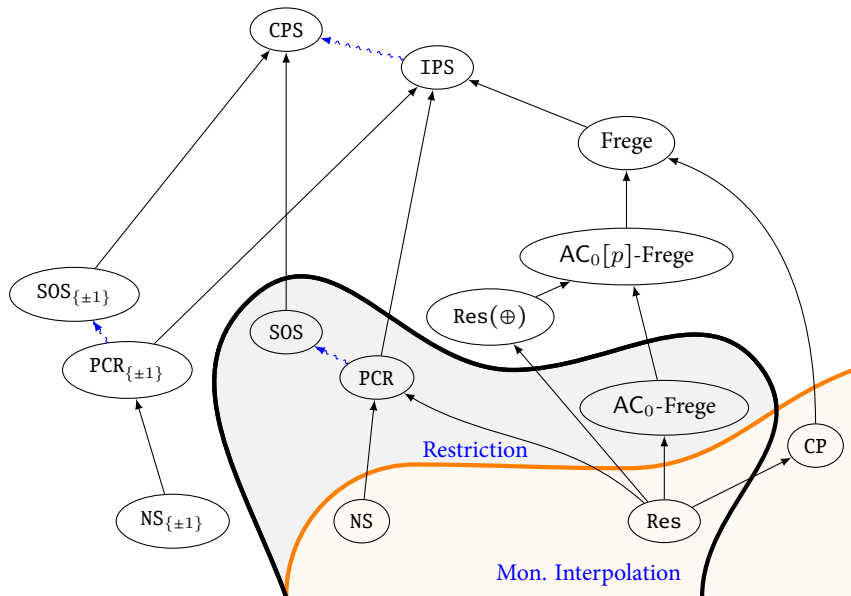 CPS
IPS
Frege
AC₀[p]-Frege
SOS{±1}
Res(⊕)
SOS
PCR{±1}
PCR
AC₀-Frege
Restriction
CP
NS{±1}
NS
Res
Mon. Interpolation